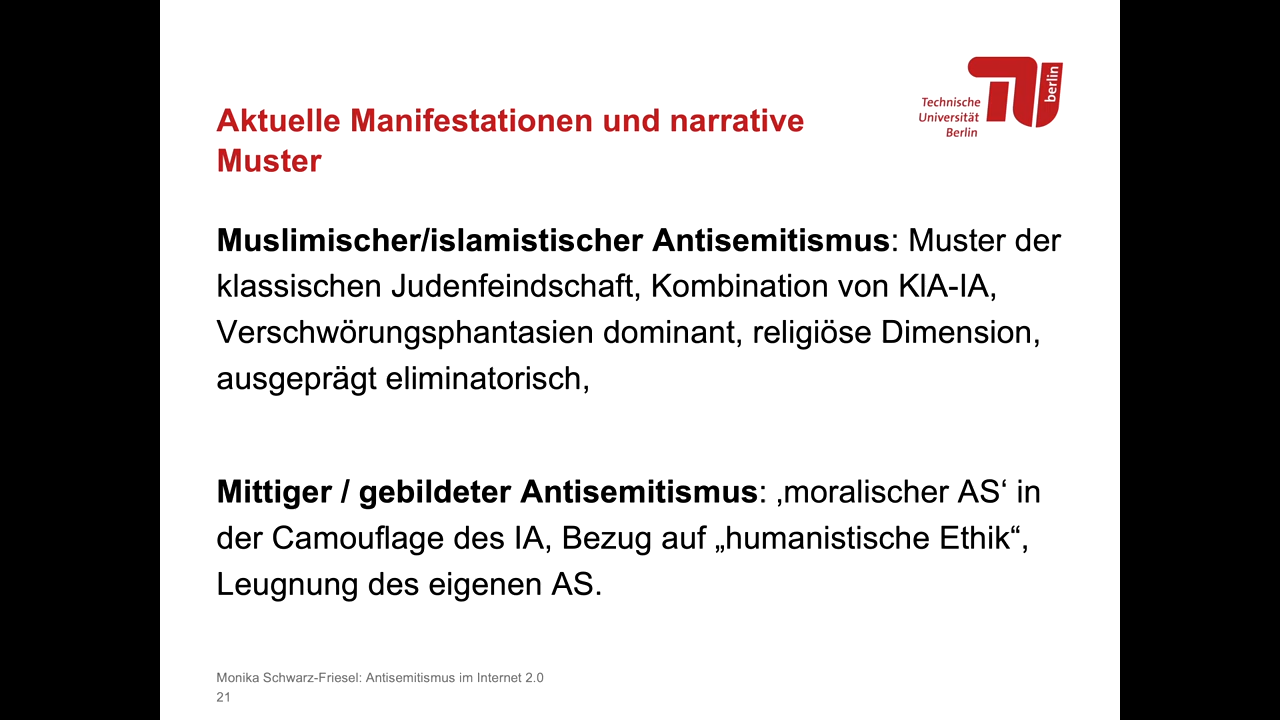 Technische
Universität
Berlin
berlin
Aktuelle Manifestationen und narrative
Muster
Muslimischer/islamistischer Antisemitismus: Muster der
klassischen Judenfeindschaft, Kombination von KlA-IA,
Verschwörungsphantasien dominant, religiöse Dimension,
ausgeprägt eliminatorisch,
Mittiger / gebildeter Antisemitismus: ‚moralischer AS‘ in
der Camouflage des IA, Bezug auf „humanistische Ethik“,
Leugnung des eigenen AS.
Monika Schwarz-Friesel: Antisemitismus im Internet 2.0
21